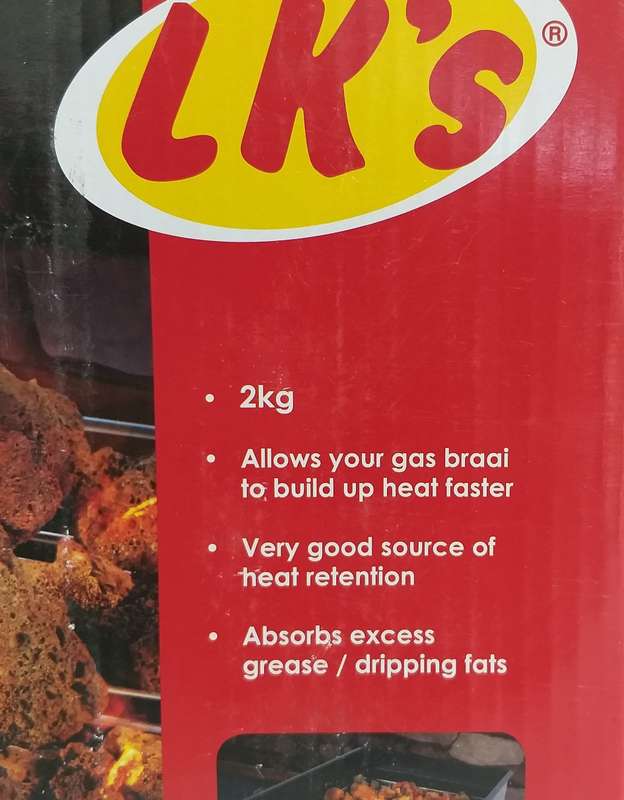 LK's ®
• 2kg
• Allows your gas braai
to build up heat faster
• Very good source of
heat retention
• Absorbs excess
grease / dripping fats